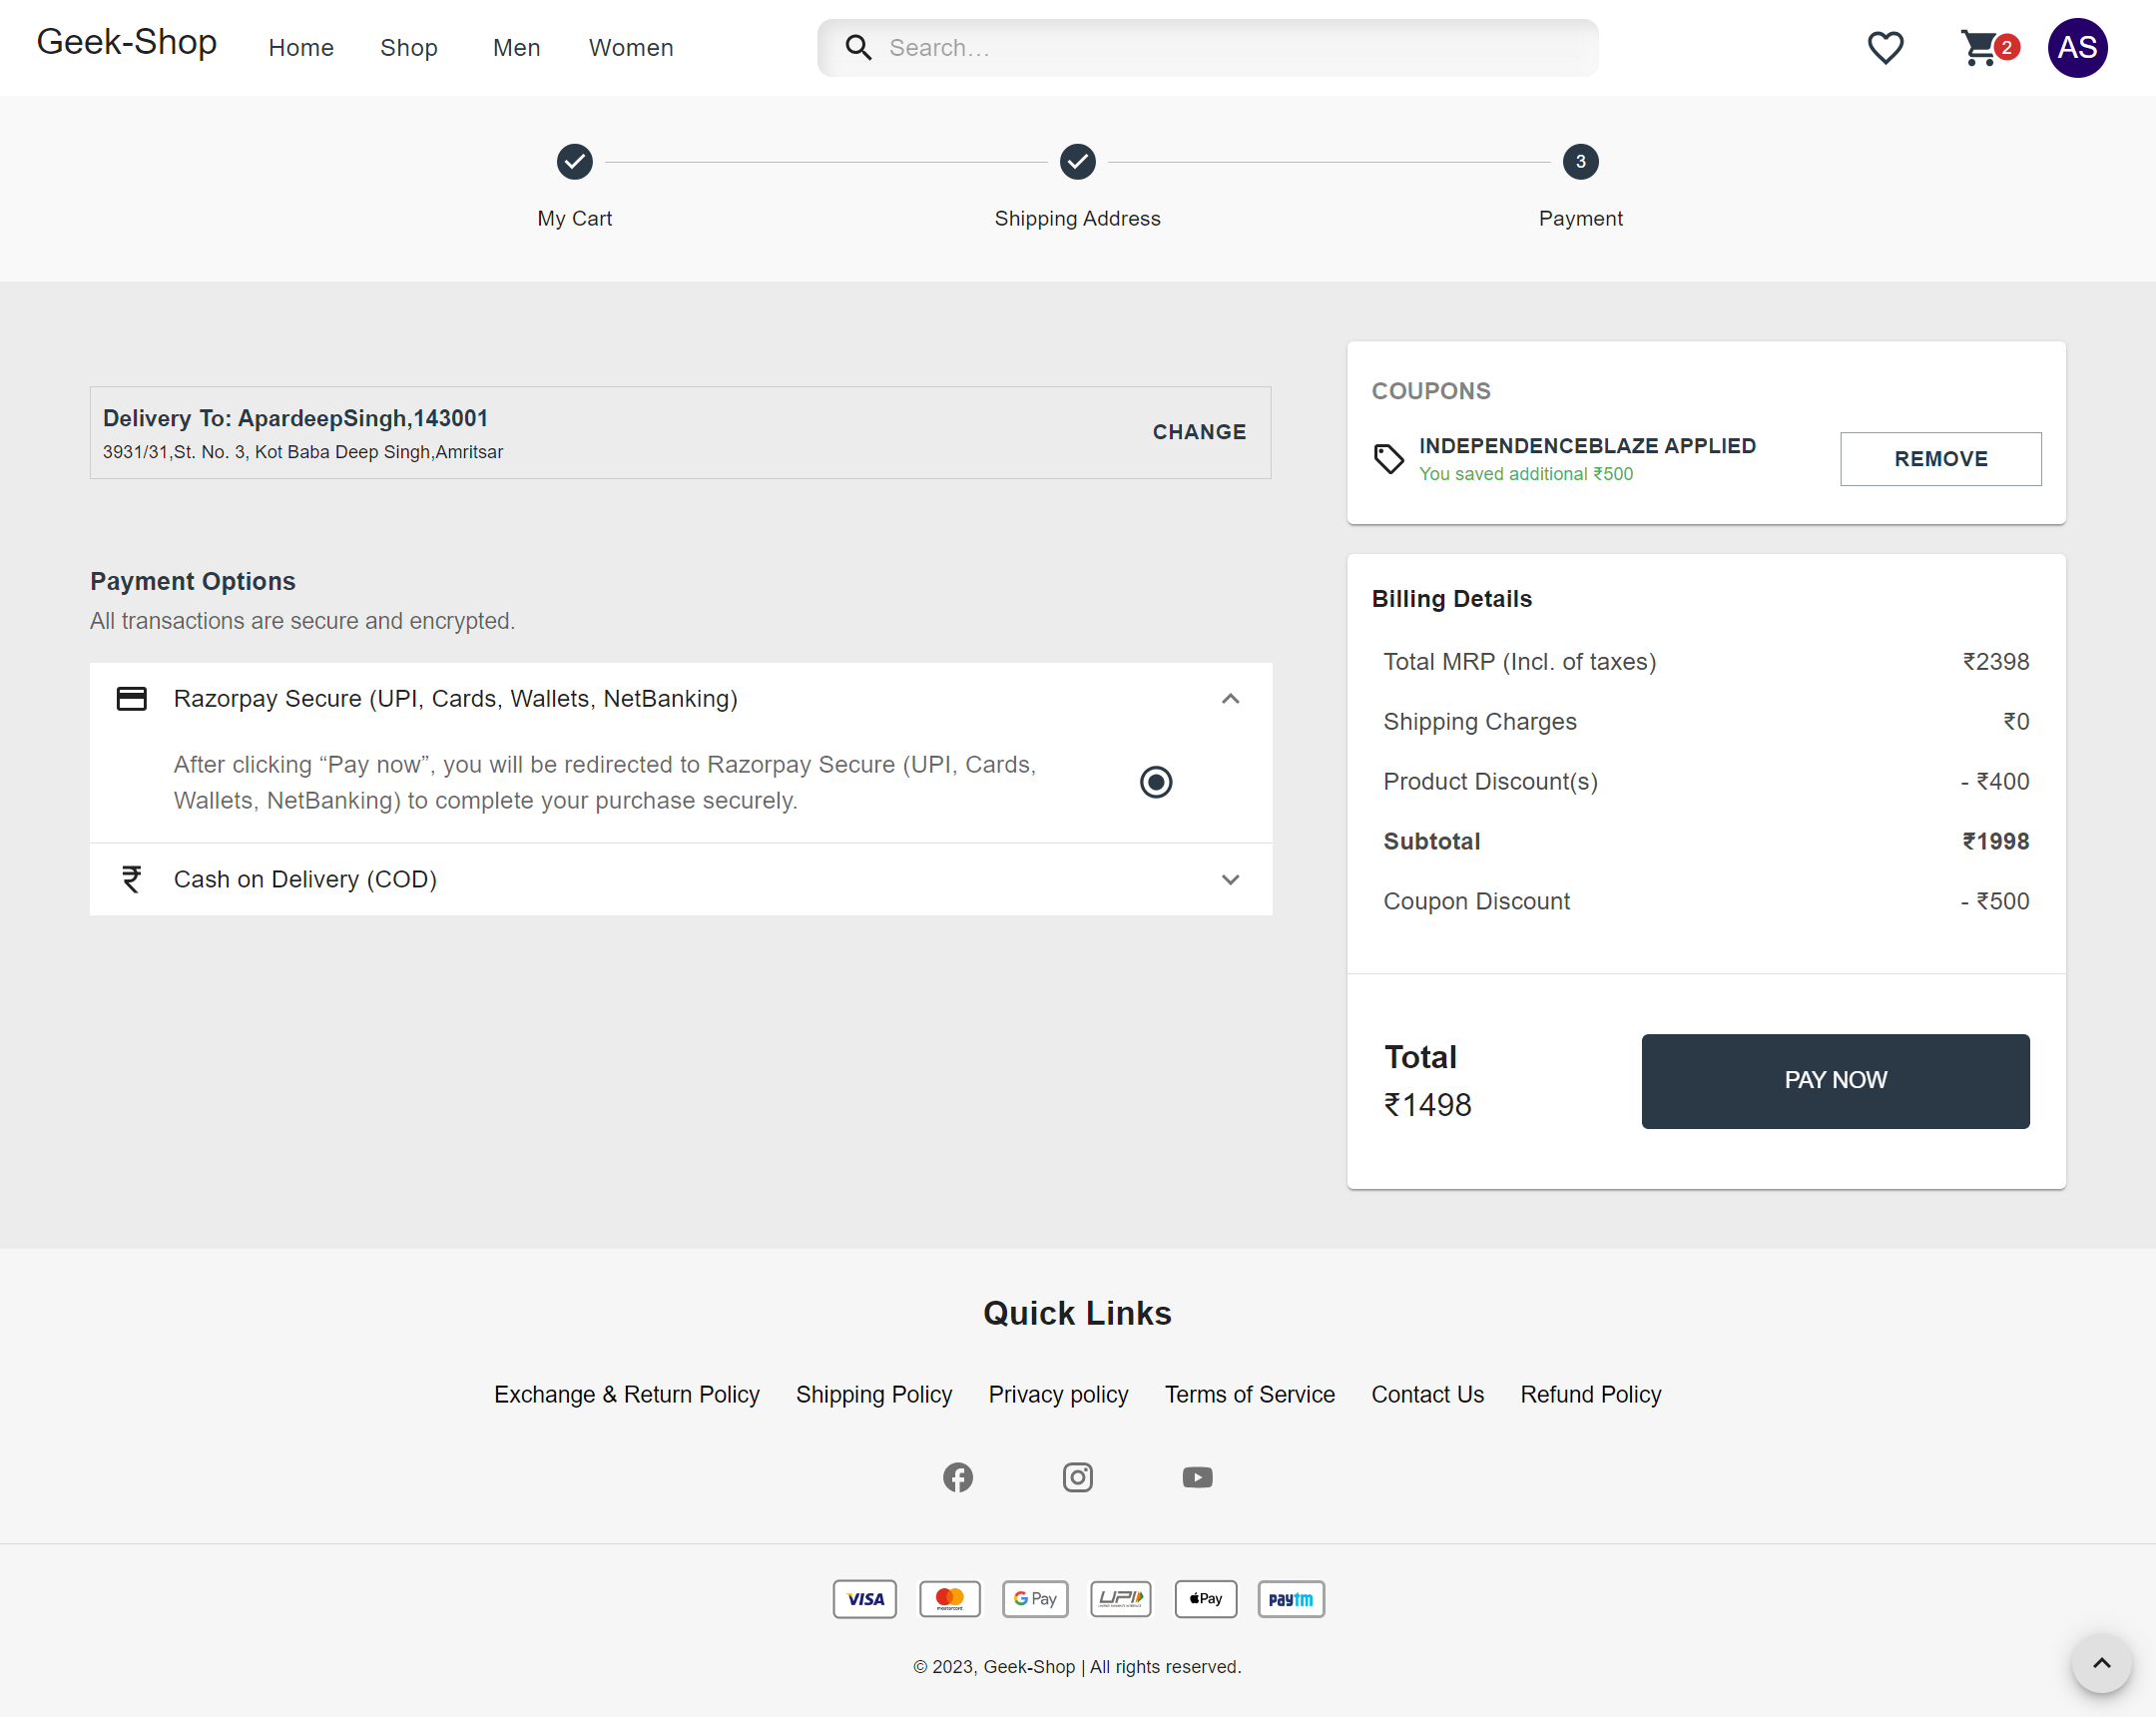 Geek-Shop
Home
Shop
Men
Women
Search…
2
AS
3
My Cart
Shipping Address
Payment
Delivery To: ApardeepSingh,143001
3931/31,St. No. 3, Kot Baba Deep Singh,Amritsar
CHANGE
Payment Options
All transactions are secure and encrypted.
Razorpay Secure (UPI, Cards, Wallets, NetBanking)
After clicking “Pay now”, you will be redirected to Razorpay Secure (UPI, Cards,
Wallets, NetBanking) to complete your purchase securely.
₹ Cash on Delivery (COD)
COUPONS
INDEPENDENCEBLAZE APPLIED
You saved additional ₹500
REMOVE
Billing Details
Total MRP (Incl. of taxes) ₹2398
Shipping Charges ₹0
Product Discount(s) - ₹400
Subtotal ₹1998
Coupon Discount - ₹500
Total
₹1498
PAY NOW
Quick Links
Exchange & Return Policy
Shipping Policy
Privacy policy
Terms of Service
Contact Us
Refund Policy
VISA
mastercard
G Pay
UPI
Pay
paytm
© 2023, Geek-Shop | All rights reserved.